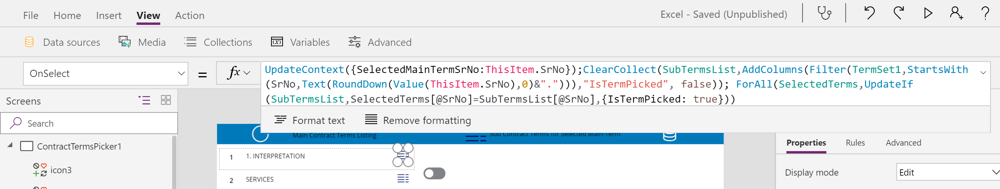 File Home Insert View Action Excel - Saved (Unpublished) ?
Data sources Media Collections (x) Variables Advanced
OnSelect = fx UpdateContext({SelectedMainTermSrNo:ThisItem.SrNo});ClearCollect(SubTermsList,AddColumns(Filter(TermSet1,StartsWith
(SrNo,Text(RoundDown(Value(ThisItem.SrNo),0)&"."))),"IsTermPicked", false)); ForAll(SelectedTerms,UpdateIf
(SubTermsList,SelectedTerms[@SrNo]=SubTermsList[@SrNo],{IsTermPicked: true}))
Screens
Format text Remove formatting
Search
Main Contract Terms Listing Sub Contract Terms for Selected Main-Term
Properties Rules Advanced
ContractTermsPicker1
1 1. INTERPRETATION
icon3
Display mode Edit
2 SERVICES